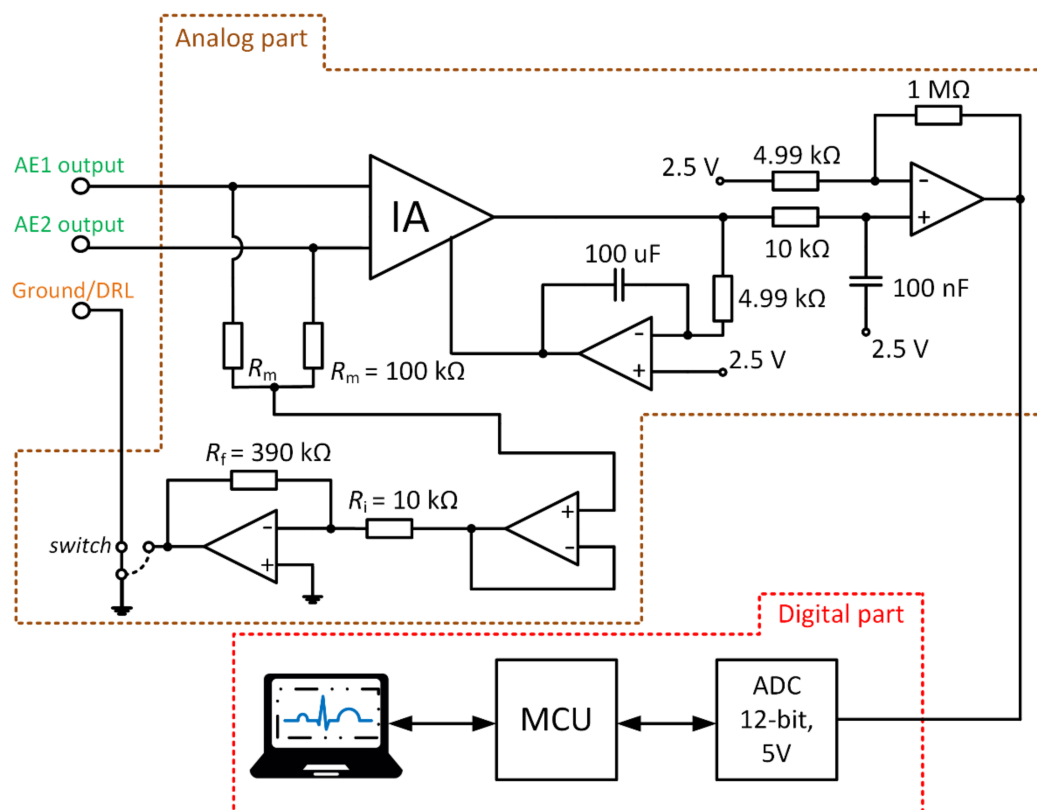 Analog part
1 MΩ
AE1 output
2.5 V
4.99 kΩ
-
+
IA
AE2 output
10 kΩ
100 uF
Ground/DRL
4.99 kΩ
100 nF
-
+
2.5 V
2.5 V
Rm
Rm = 100 kΩ
Rf = 390 kΩ
Ri = 10 kΩ
+
-
-
+
switch
Digital part
MCU
ADC
12-bit,
5V